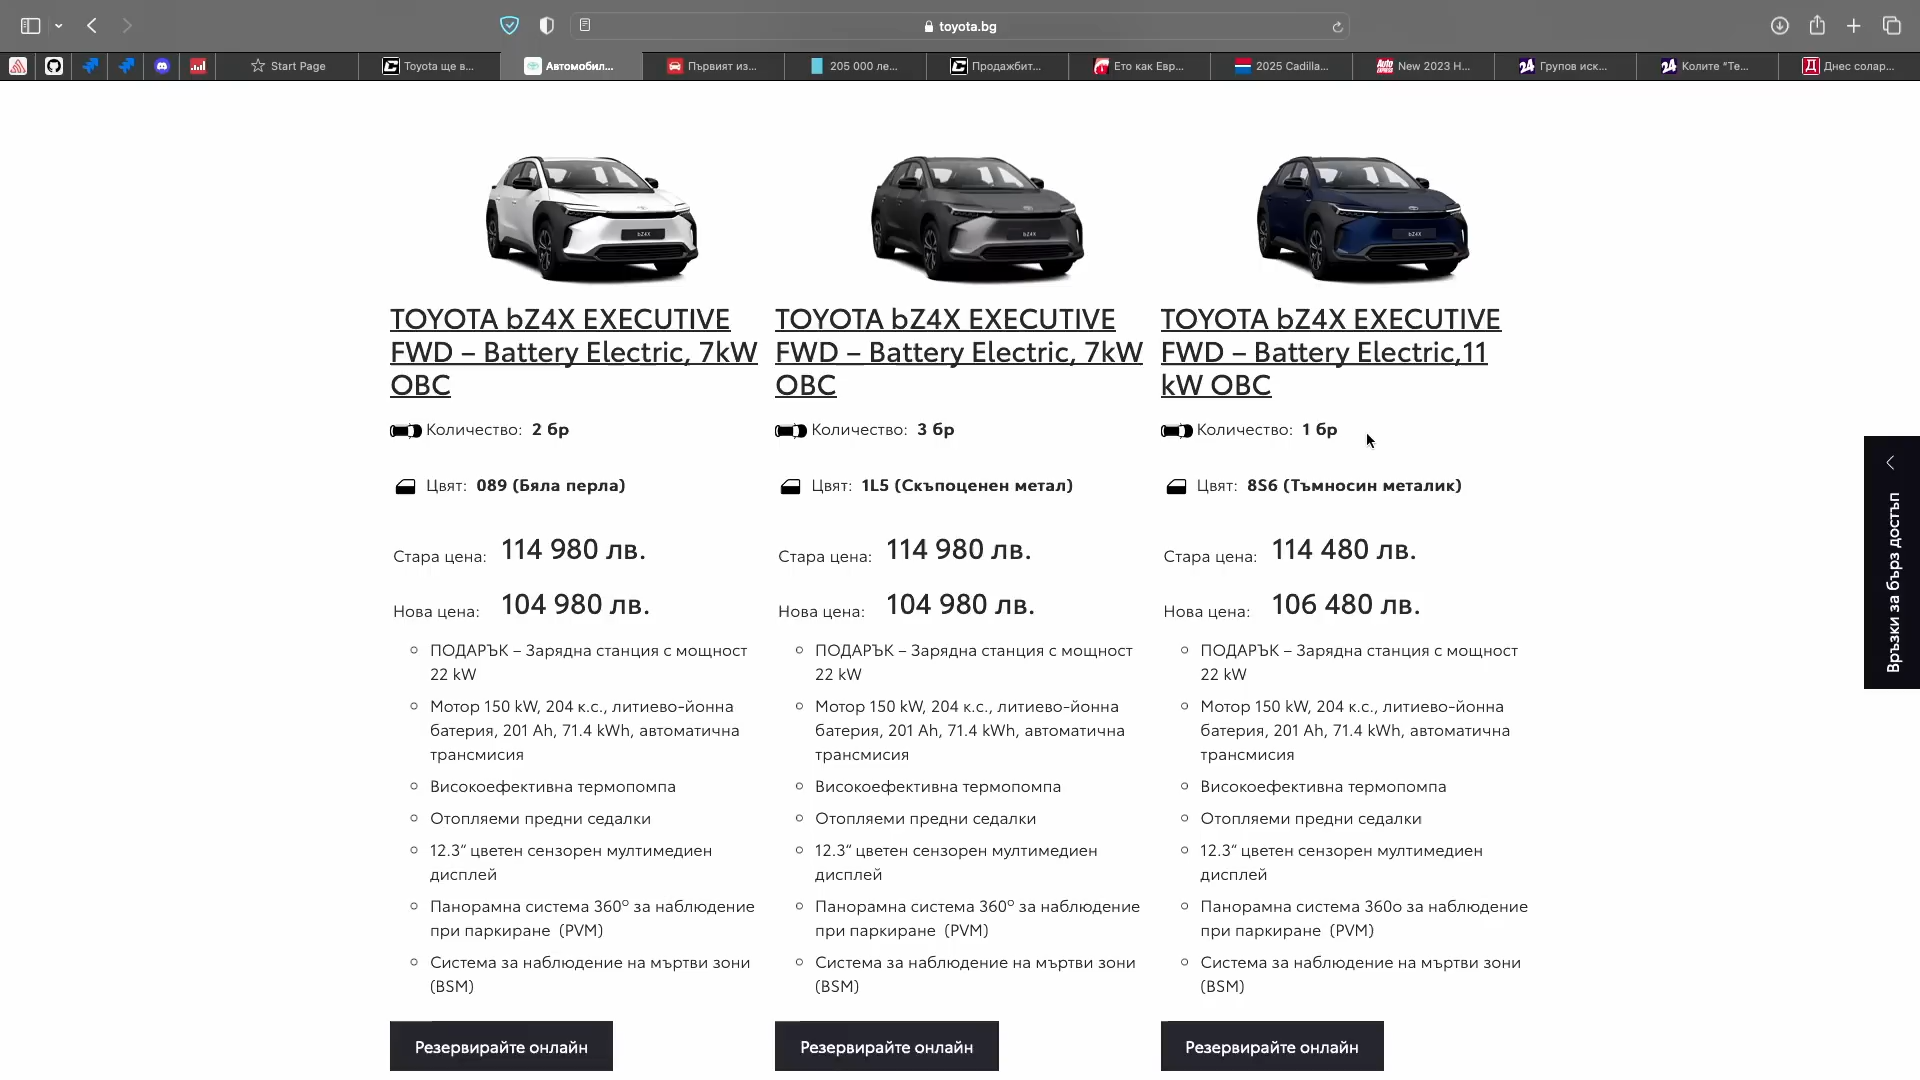 toyota.bg
Start Page
Toyota ще в...
Автомобил...
Първият из...
205 000 ле...
Продажбит...
Ето как Евр...
2025 Cadilla...
New 2023 H...
Групов иск...
Колите "Те...
Днес солар...
TOYOTA bZ4X EXECUTIVE
FWD – Battery Electric, 7kW
OBC
Количество: 2 бр
Цвят: 089 (Бяла перла)
Стара цена: 114 980 лв.
Нова цена: 104 980 лв.
ПОДАРЪК – Зарядна станция с мощност
22 kW
Мотор 150 kW, 204 к.с., литиево-йонна
батерия, 201 Ah, 71.4 kWh, автоматична
трансмисия
Високоефективна термопомпа
Отопляеми предни седалки
12.3“ цветен сензорен мултимедиен
дисплей
Панорамна система 360º за наблюдение
при паркиране (PVM)
Система за наблюдение на мъртви зони
(BSM)
Резервирайте онлайн
TOYOTA bZ4X EXECUTIVE
FWD – Battery Electric, 7kW
OBC
Количество: 3 бр
Цвят: 1L5 (Скъпоценен метал)
Стара цена: 114 980 лв.
Нова цена: 104 980 лв.
ПОДАРЪК – Зарядна станция с мощност
22 kW
Мотор 150 kW, 204 к.с., литиево-йонна
батерия, 201 Ah, 71.4 kWh, автоматична
трансмисия
Високоефективна термопомпа
Отопляеми предни седалки
12.3“ цветен сензорен мултимедиен
дисплей
Панорамна система 360º за наблюдение
при паркиране (PVM)
Система за наблюдение на мъртви зони
(BSM)
Резервирайте онлайн
TOYOTA bZ4X EXECUTIVE
FWD – Battery Electric,11
kW OBC
Количество: 1 бр
Цвят: 8S6 (Тъмносин металик)
Стара цена: 114 480 лв.
Нова цена: 106 480 лв.
ПОДАРЪК – Зарядна станция с мощност
22 kW
Мотор 150 kW, 204 к.с., литиево-йонна
батерия, 201 Ah, 71.4 kWh, автоматична
трансмисия
Високоефективна термопомпа
Отопляеми предни седалки
12.3“ цветен сензорен мултимедиен
дисплей
Панорамна система 360о за наблюдение
при паркиране (PVM)
Система за наблюдение на мъртви зони
(BSM)
Резервирайте онлайн
Връзки за бърз достъп